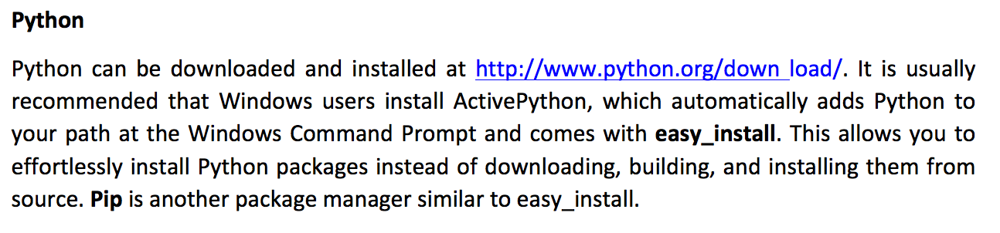 Python
Python can be downloaded and installed at http://www.python.org/down load/. It is usually
recommended that Windows users install ActivePython, which automatically adds Python to
your path at the Windows Command Prompt and comes with easy_install. This allows you to
effortlessly install Python packages instead of downloading, building, and installing them from
source. Pip is another package manager similar to easy_install.